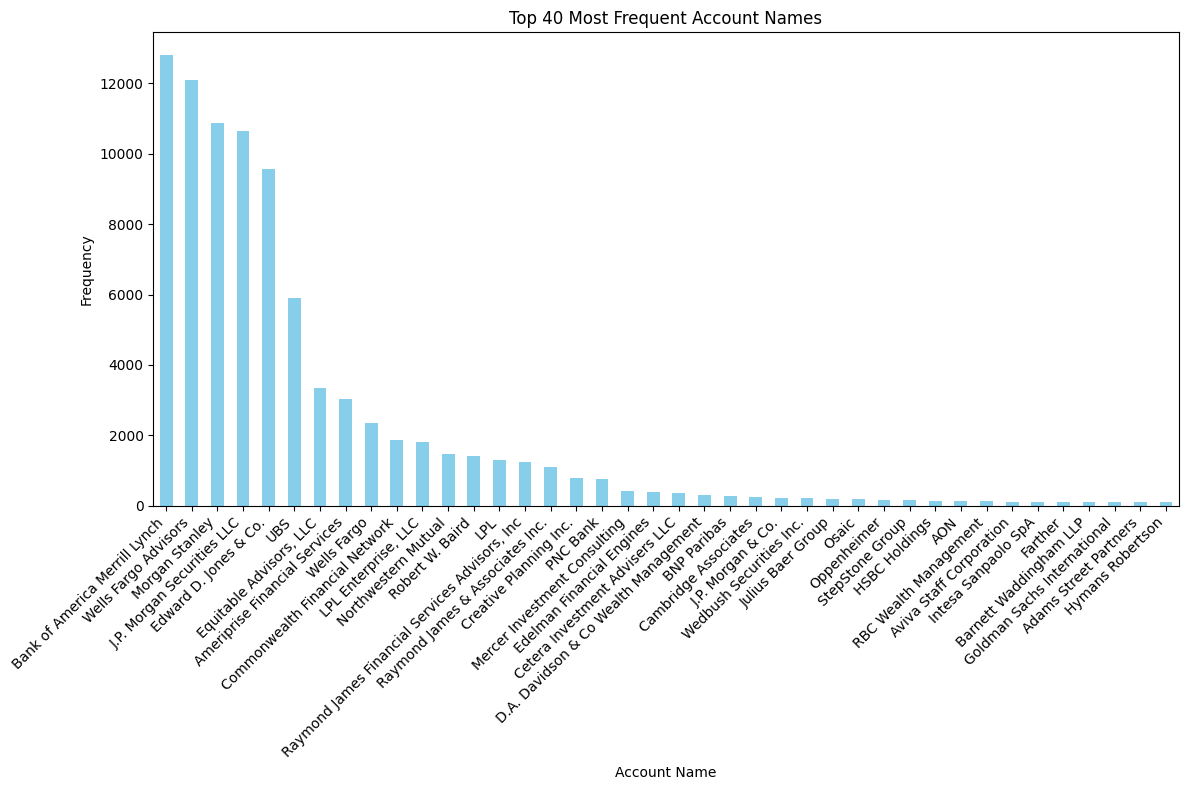 Top 40 Most Frequent Account Names
Frequency
12000
10000
8000
6000
4000
2000
0
Bank of America Merrill Lynch
Wells Fargo Advisors
Morgan Stanley
J.P. Morgan Securities LLC
Edward D. Jones & Co.
UBS
Equitable Advisors, LLC
Ameriprise Financial Services
Wells Fargo
Commonwealth Financial Network
LPL Enterprise, LLC
Northwestern Mutual
Robert W. Baird
LPL
Raymond James Financial Services Advisors, Inc
Raymond James & Associates Inc.
Creative Planning Inc.
PNC Bank
Mercer Investment Consulting
Edelman Financial Engines
Cetera Investment Advisers LLC
D.A. Davidson & Co Wealth Management
BNP Paribas
Cambridge Associates
J.P. Morgan & Co.
Wedbush Securities Inc.
Julius Baer Group
Osaic
Oppenheimer
StepStone Group
HSBC Holdings
AON
RBC Wealth Management
Aviva Staff Corporation
Intesa Sanpaolo SpA
Farther
Barnett Waddingham LLP
Goldman Sachs International
Adams Street Partners
Hymans Robertson
Account Name